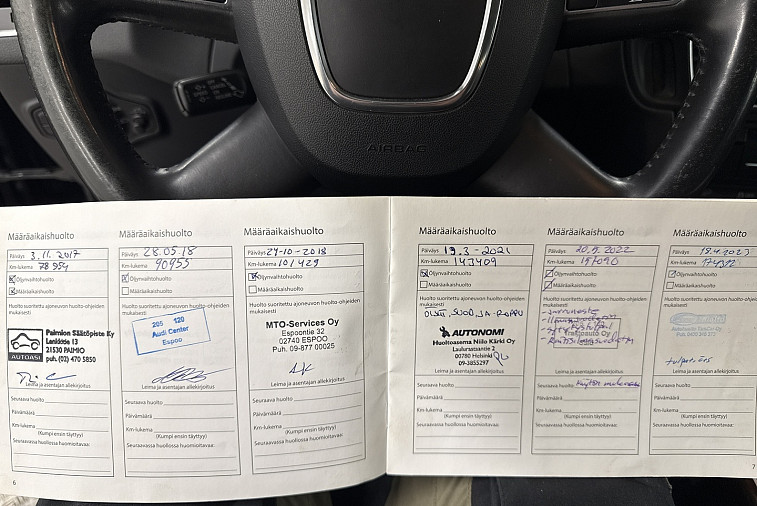 AIRBAG
Määräaikaishuolto
Päiväys 3.11.2017
Km-lukema 78 954
Öljynvaihtohuolto
Määräaikaishuolto
Huolto suoritettu ajoneuvon huolto-ohjeiden
mukaisesti
AUTOASI
Paimion Säätöpiste Ky
Lankkitie 13
21530 PAIMIO
puh. (02) 470 5850
Leima ja asentajan allekirjoitus
Seuraava huolto
Päivämäärä
Km-lukema
(Kumpi ensin täyttyy)
Seuraavassa huollossa huomioitavaa:
6
Määräaikaishuolto
Päiväys 28.05.18
Km-lukema 90955
Öljynvaihtohuolto
Määräaikaishuolto
Huolto suoritettu ajoneuvon huolto-ohjeiden
mukaisesti
205 120
Audi Center
Espoo
Leima ja asentajan allekirjoitus
Seuraava huolto
Päivämäärä
Km-lukema
(Kumpi ensin täyttyy)
Seuraavassa huollossa huomioitavaa:
Määräaikaishuolto
Päiväys 24-10-2018
Km-lukema 101429
Öljynvaihtohuolto
Määräaikaishuolto
Huolto suoritettu ajoneuvon huolto-ohjeiden
mukaisesti
MTO-Services Oy
Espoontie 32
02740 ESPOO
Puh. 09-877 00025
Leima ja asentajan allekirjoitus
Seuraava huolto
Päivämäärä
Km-lukema
(Kumpi ensin täyttyy)
Seuraavassa huollossa huomioitavaa:
Määräaikaishuolto
Päiväys 19.3-2021
Km-lukema 143409
Öljynvaihtohuolto
Määräaikaishuolto
Huolto suoritettu ajoneuvon huolto-ohjeiden
mukaisesti
AUTONOMI
Huoltoasema Niilo Kärki Oy
00780 Helsinki
09-3855297
Leima ja asentajan allekirjoitus
Seuraava huolto
Päivämäärä
Km-lukema
(Kumpi ensin täyttyy)
Seuraavassa huollossa huomioitavaa:
Määräaikaishuolto
Päiväys 20.5.2022
Km-lukema
Öljynvaihtohuolto
Määräaikaishuolto
Huolto suoritettu ajoneuvon huolto-ohjeiden
mukaisesti
Leima ja asentajan allekirjoitus
Seuraava huolto
Päivämäärä
Km-lukema
(Kumpi ensin täyttyy)
Seuraavassa huollossa huomioitavaa:
Määräaikaishuolto
Päiväys
Km-lukema
Öljynvaihtohuolto
Määräaikaishuolto
Huolto suoritettu ajoneuvon huolto-ohjeiden
mukaisesti
Leima ja asentajan allekirjoitus
Seuraava huolto
Päivämäärä
Km-lukema
(Kumpi ensin täyttyy)
Seuraavassa huollossa huomioitavaa:
7